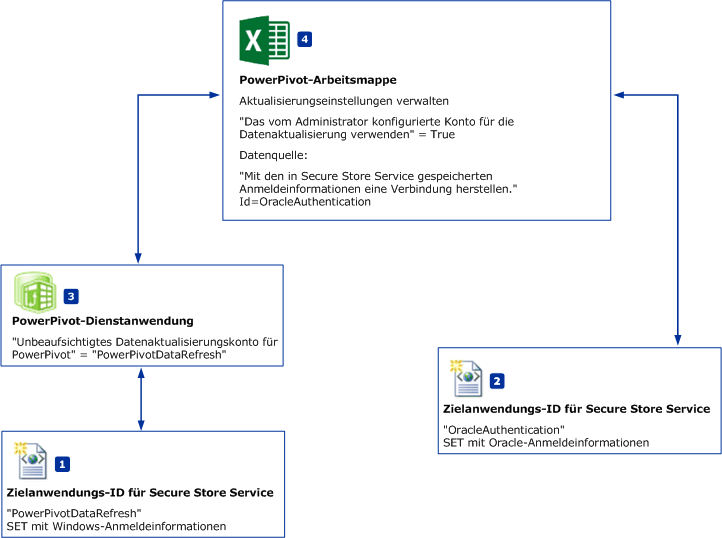 4
PowerPivot-Arbeitsmappe
Aktualisierungseinstellungen verwalten
"Das vom Administrator konfigurierte Konto für die
Datenaktualisierung verwenden" = True
Datenquelle:
"Mit den in Secure Store Service gespeicherten
Anmeldeinformationen eine Verbindung herstellen."
Id=OracleAuthentication
3
PowerPivot-Dienstanwendung
"Unbeaufsichtigtes Datenaktualisierungskonto für
PowerPivot" = "PowerPivotDataRefresh"
2
Zielanwendungs-ID für Secure Store Service
"OracleAuthentication"
SET mit Oracle-Anmeldeinformationen
1
Zielanwendungs-ID für Secure Store Service
"PowerPivotDataRefresh"
SET mit Windows-Anmeldeinformationen